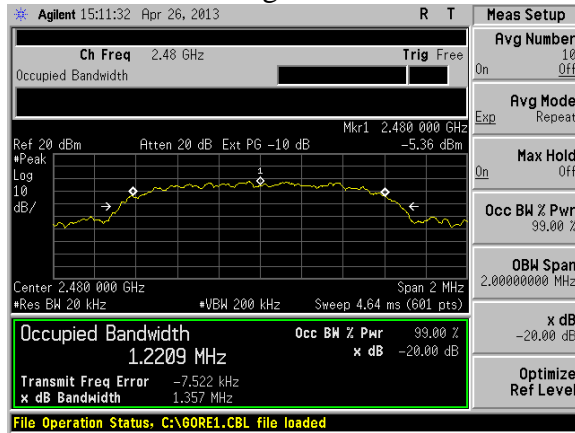 Agilent 15:11:32 Apr 26, 2013 R T
Meas Setup
Ch Freq 2.48 GHz Trig Free
Occupied Bandwidth
Avg Number
10
On Off
Avg Mode
Exp Repeat
Max Hold
On Off
Occ BW % Pwr
99.00 %
OBW Span
2.00000000 MHz
x dB
-20.00 dB
Optimize
Ref Level
Mkr1 2.480 000 GHz
Ref 20 dBm Atten 20 dB Ext PG -10 dB -5.36 dBm
#Peak
Log
10
dB/
1
Center 2.480 000 GHz Span 2 MHz
#Res BW 20 kHz #VBW 200 kHz Sweep 4.64 ms (601 pts)
Occupied Bandwidth Occ BW % Pwr 99.00 %
1.2209 MHz x dB -20.00 dB
Transmit Freq Error -7.522 kHz
x dB Bandwidth 1.357 MHz
File Operation Status, C:\GORE1.CBL file loaded